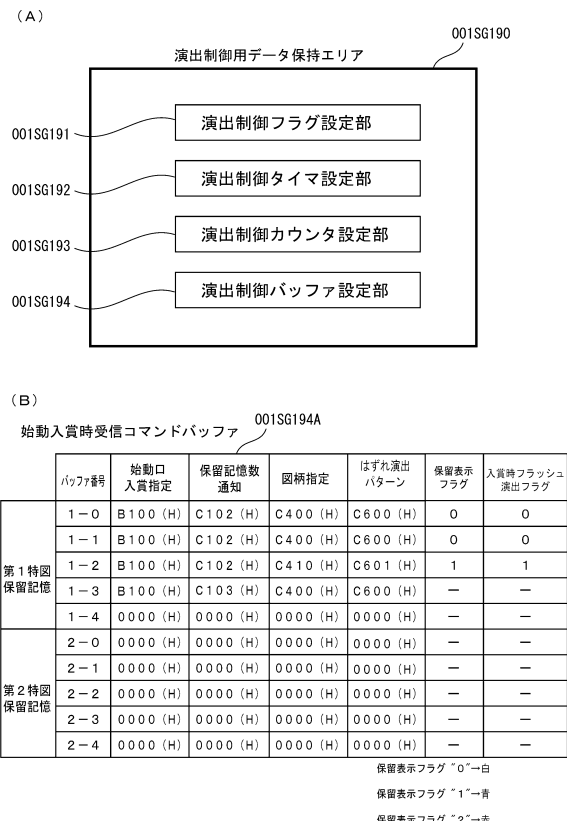 （A）
演出制御用データ保持エリア
001SG190
001SG191
演出制御フラグ設定部
001SG192
演出制御タイマ設定部
001SG193
演出制御カウンタ設定部
001SG194
演出制御バッファ設定部
（B）
始動入賞時受信コマンドバッファ
001SG194A
バッファ番号 始動口入賞指定 保留記憶数通知 図柄指定 はずれ演出パターン 保留表示フラグ 入賞時フラッシュ演出フラグ
第１特図保留記憶
１－０ B１００（H） C１０２（H） C４００（H） C６００（H） ０ ０
１－１ B１００（H） C１０２（H） C４００（H） C６００（H） ０ ０
１－２ B１００（H） C１０２（H） C４１０（H） C６０１（H） １ １
１－３ B１００（H） C１０３（H） C４００（H） C６００（H） － －
１－４ ００００（H） ００００（H） ００００（H） ００００（H） － －
第２特図保留記憶
２－０ ００００（H） ００００（H） ００００（H） ００００（H） － －
２－１ ００００（H） ００００（H） ００００（H） ００００（H） － －
２－２ ００００（H） ００００（H） ００００（H） ００００（H） － －
２－３ ００００（H） ００００（H） ００００（H） ００００（H） － －
２－４ ００００（H） ００００（H） ００００（H） ００００（H） － －
保留表示フラグ "0"→白
保留表示フラグ "1"→青
保留表示フラグ "2"→赤